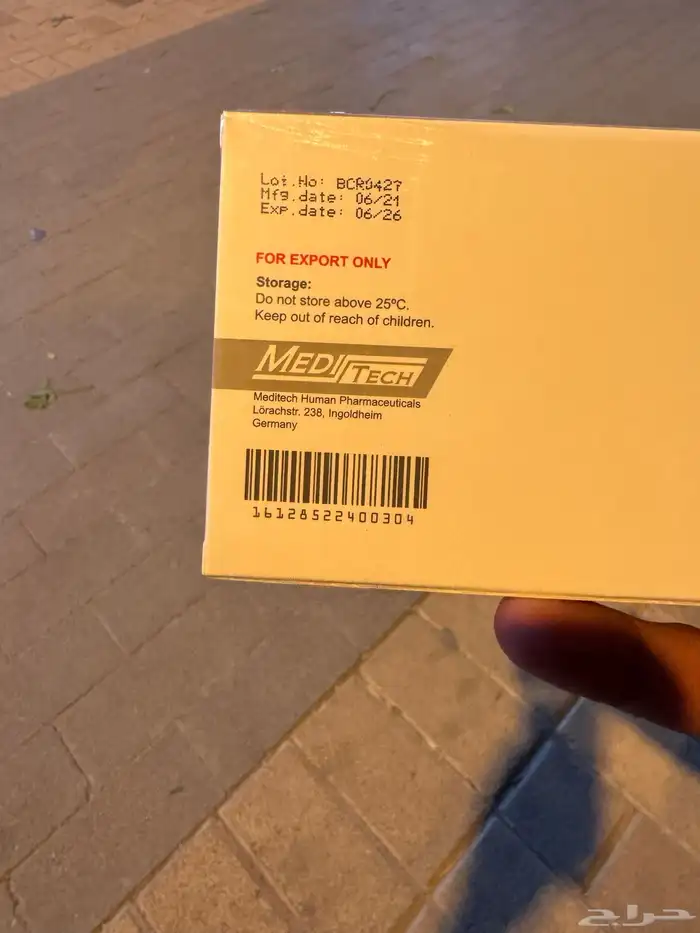 Lot.No: BCR0427
Mfg.date: 06/21
Exp.date: 06/26
FOR EXPORT ONLY
Storage:
Do not store above 25ºC.
Keep out of reach of children.
MEDITECH
Meditech Human Pharmaceuticals
Lörachstr. 238, Ingoldheim
Germany
16128522400304
حراج